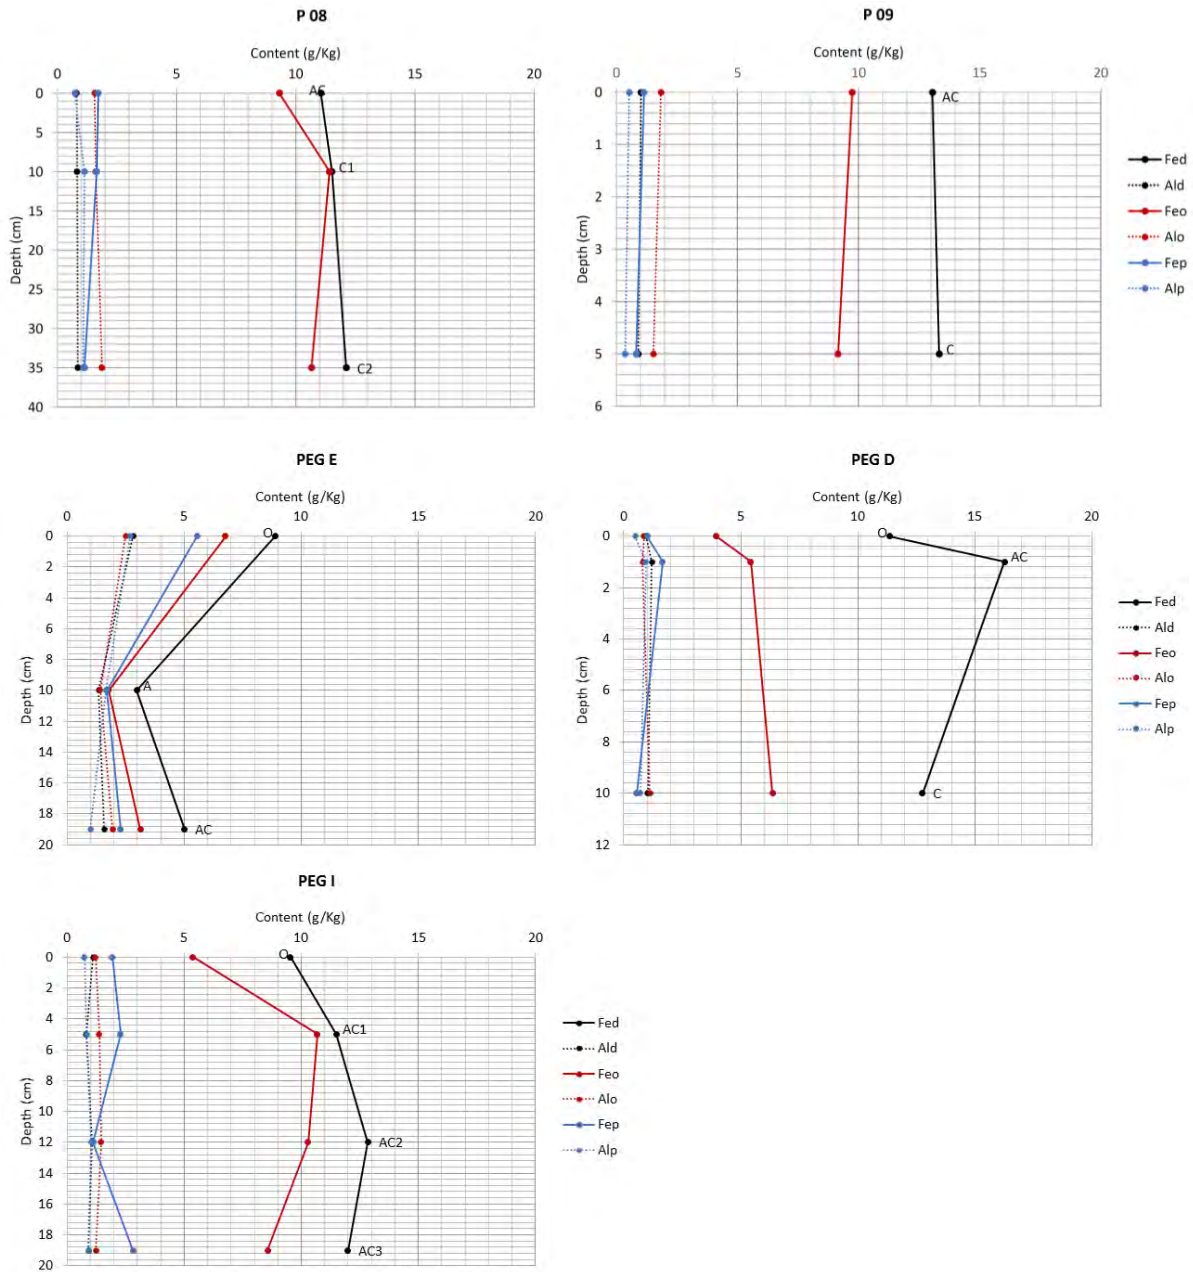 P 08
Content (g/Kg)
0 5 10 15 20
0
5
10
15
20
25
30
35
40
Depth (cm)
AC
C1
C2
P 09
Content (g/Kg)
0 5 10 15 20
0
1
2
3
4
5
6
Depth (cm)
AC
C
Fed
Ald
Feo
Alo
Fep
Alp
PEG E
Content (g/Kg)
0 5 10 15 20
0
2
4
6
8
10
12
14
16
18
20
Depth (cm)
O
A
AC
PEG D
Content (g/Kg)
0 5 10 15 20
0
2
4
6
8
10
12
Depth (cm)
O
AC
C
Fed
Ald
Feo
Alo
Fep
Alp
PEG I
Content (g/Kg)
0 5 10 15 20
0
2
4
6
8
10
12
14
16
18
20
Depth (cm)
O
AC1
AC2
AC3
Fed
Ald
Feo
Alo
Fep
Alp